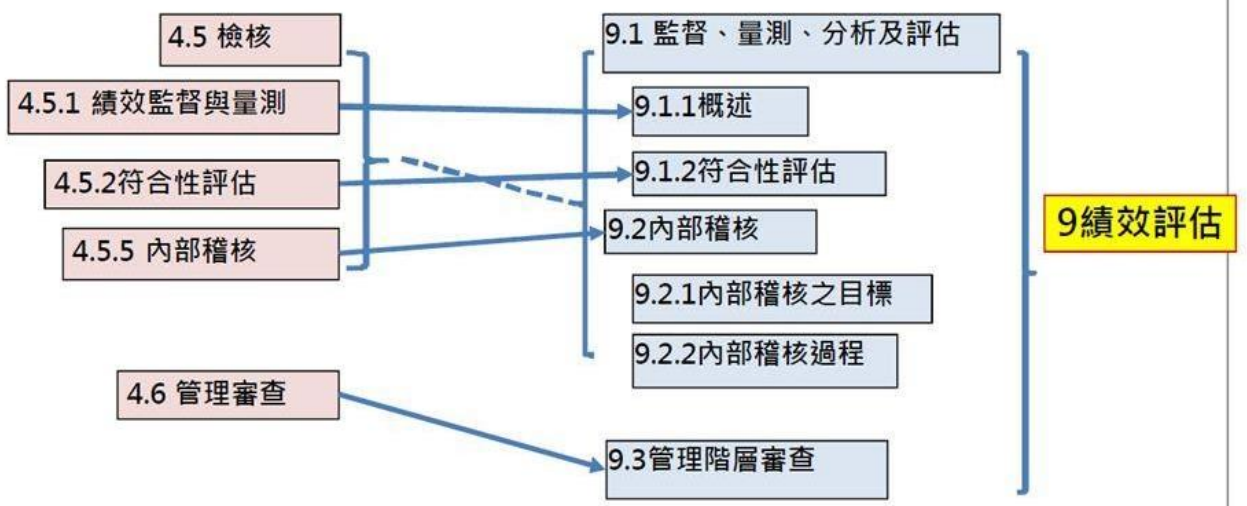 4.5 檢核
4.5.1 績效監督與量測
4.5.2符合性評估
4.5.5 內部稽核
4.6 管理審查
9.1 監督、量測、分析及評估
9.1.1概述
9.1.2符合性評估
9.2內部稽核
9.2.1內部稽核之目標
9.2.2內部稽核過程
9.3管理階層審查
9績效評估